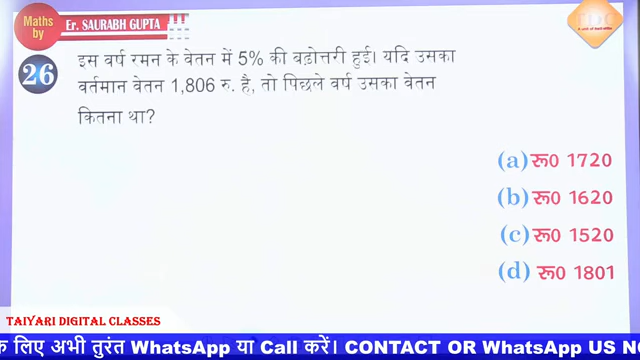 Maths
by
Er. SAURABH GUPTA
TDC
26
इस वर्ष रमन के वेतन में 5% की बढ़ोत्तरी हुई। यदि उसका
वर्तमान वेतन 1,806 रु. है, तो पिछले वर्ष उसका वेतन
कितना था?
(a) रू0 1720
(b) रू0 1620
(c) रू0 1520
(d) रू0 1801
TAIYARI DIGITAL CLASSES
के लिए अभी तुरंत WhatsApp या Call करें। CONTACT OR WhatsApp US NO